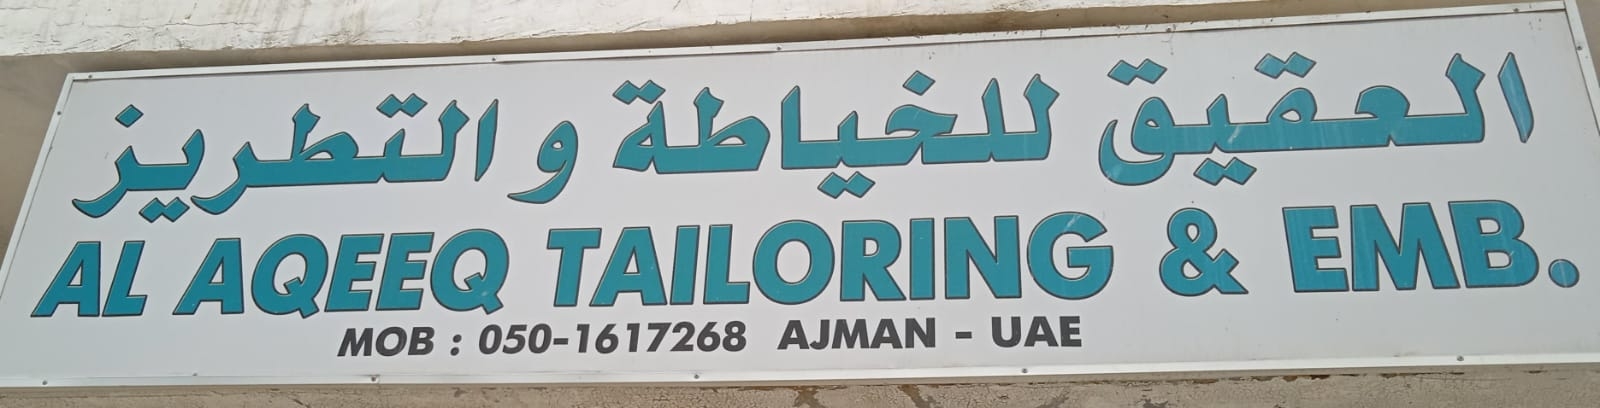 العقيق للخياطة و التطريز
AL AQEEQ TAILORING & EMB.
MOB : 050-1617268 AJMAN - UAE